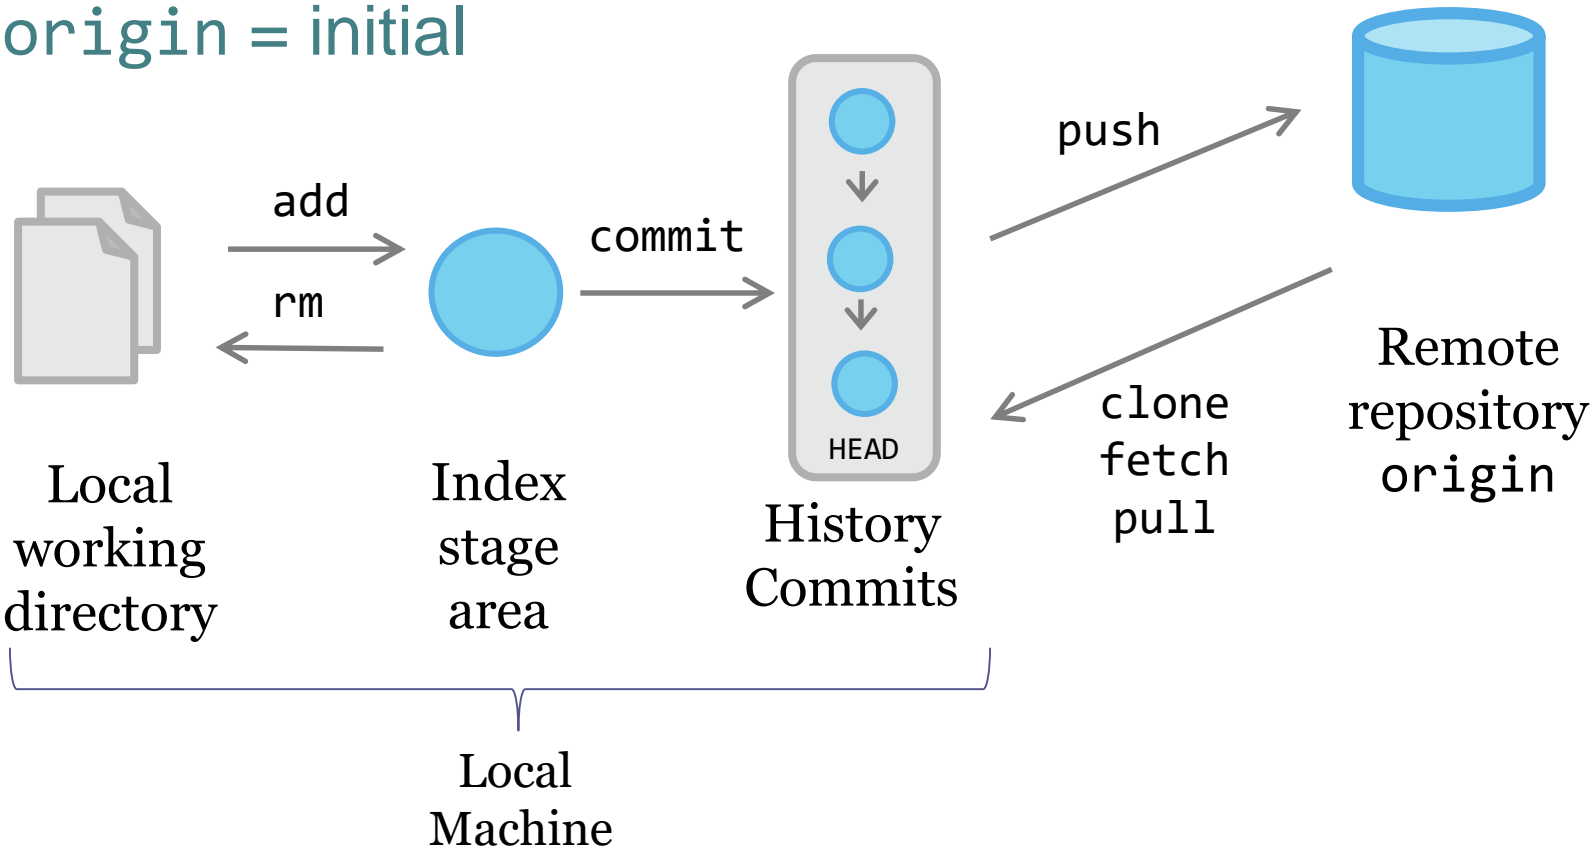 origin = initial
add
rm
commit
push
clone
fetch
pull
HEAD
Local
working
directory
Index
stage
area
History
Commits
Remote
repository
origin
Local
Machine